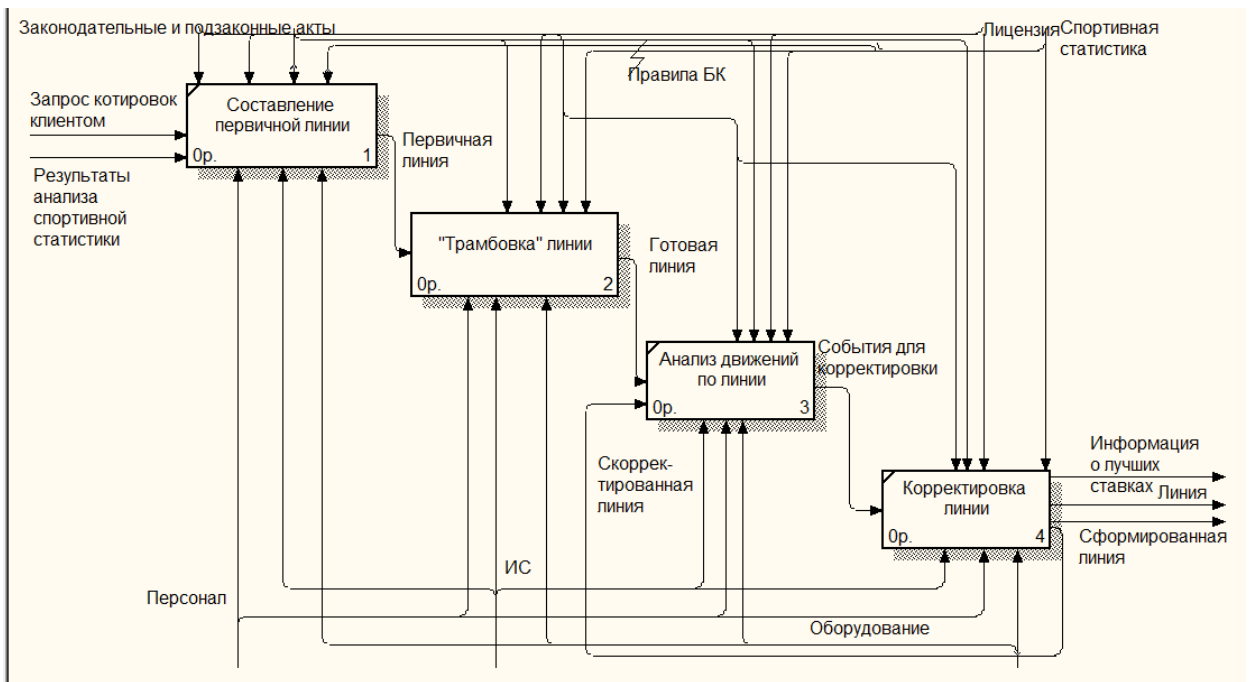 Законодательные и подзаконные акты
Лицензия
Спортивная
статистика
Правила БК
Запрос котировок
клиентом
Составление
первичной линии
0р.
1
Первичная
линия
Результаты
анализа
спортивной
статистики
"Трамбовка" линии
0р.
2
Готовая
линия
Анализ движений
по линии
0р.
3
События для
корректировки
Скоррек-
тированная
линия
Корректировка
линии
0р.
4
Информация
о лучших
ставках
Линия
Сформированная
линия
ИС
Персонал
Оборудование